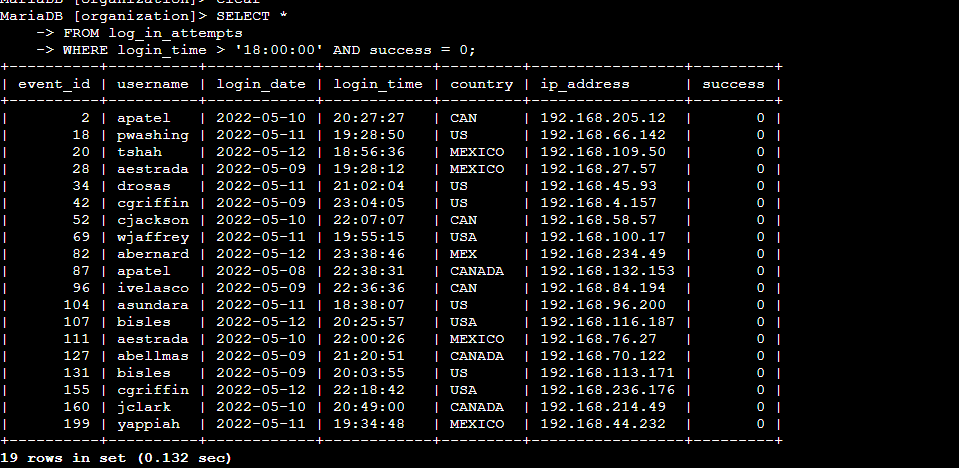 MariaDB [organization]> clear
MariaDB [organization]> SELECT *
    -> FROM log_in_attempts
    -> WHERE login_time > '18:00:00' AND success = 0;
+----------+----------+------------+------------+---------+-----------------+---------+
| event_id | username | login_date | login_time | country | ip_address      | success |
+----------+----------+------------+------------+---------+-----------------+---------+
|        2 | apatel   | 2022-05-10 | 20:27:27   | CAN     | 192.168.205.12  |       0 |
|       18 | pwashing | 2022-05-11 | 19:28:50   | US      | 192.168.66.142  |       0 |
|       20 | tshah    | 2022-05-12 | 18:56:36   | MEXICO  | 192.168.109.50  |       0 |
|       28 | aestrada | 2022-05-09 | 19:28:12   | MEXICO  | 192.168.27.57   |       0 |
|       34 | drosas   | 2022-05-11 | 21:02:04   | US      | 192.168.45.93   |       0 |
|       42 | cgriffin | 2022-05-09 | 23:04:05   | US      | 192.168.4.157   |       0 |
|       52 | cjackson | 2022-05-10 | 22:07:07   | CAN     | 192.168.58.57   |       0 |
|       69 | wjaffrey | 2022-05-11 | 19:55:15   | USA     | 192.168.100.17  |       0 |
|       82 | abernard | 2022-05-12 | 23:38:46   | MEX     | 192.168.234.49  |       0 |
|       87 | apatel   | 2022-05-08 | 22:38:31   | CANADA  | 192.168.132.153 |       0 |
|       96 | ivelasco | 2022-05-09 | 22:36:36   | CAN     | 192.168.84.194  |       0 |
|      104 | asundara | 2022-05-11 | 18:38:07   | US      | 192.168.96.200  |       0 |
|      107 | bisles   | 2022-05-12 | 20:25:57   | USA     | 192.168.116.187 |       0 |
|      111 | aestrada | 2022-05-10 | 22:00:26   | MEXICO  | 192.168.76.27   |       0 |
|      127 | abellmas | 2022-05-09 | 21:20:51   | CANADA  | 192.168.70.122  |       0 |
|      131 | bisles   | 2022-05-09 | 20:03:55   | US      | 192.168.113.171 |       0 |
|      155 | cgriffin | 2022-05-12 | 22:18:42   | USA     | 192.168.236.176 |       0 |
|      160 | jclark   | 2022-05-10 | 20:49:00   | CANADA  | 192.168.214.49  |       0 |
|      199 | yappiah  | 2022-05-11 | 19:34:48   | MEXICO  | 192.168.44.232  |       0 |
+----------+----------+------------+------------+---------+-----------------+---------+
19 rows in set (0.132 sec)